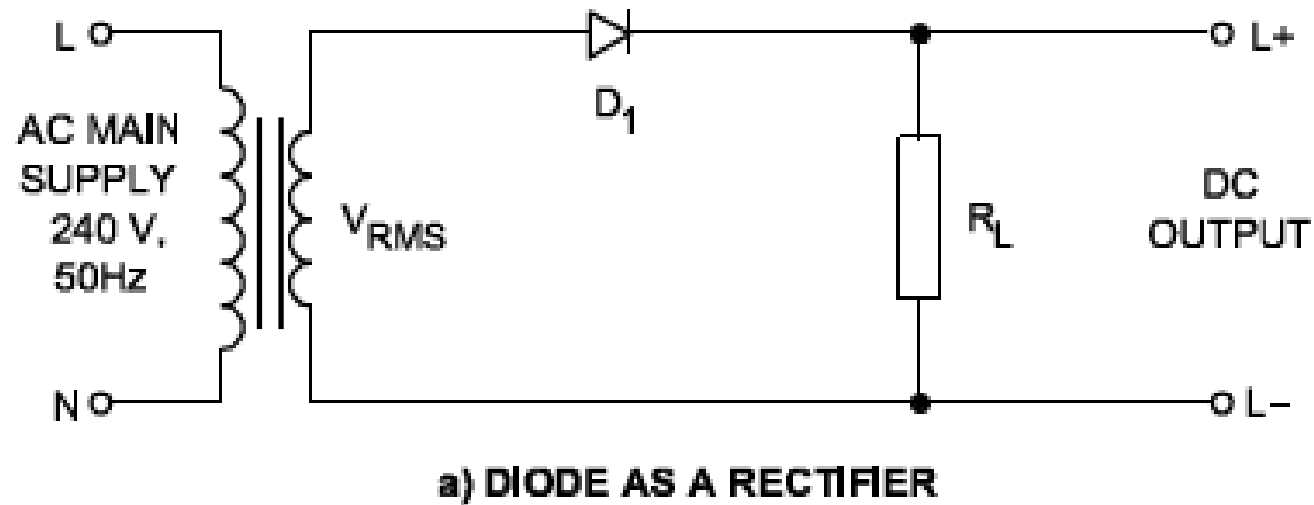 L
L+
D1
AC MAIN
SUPPLY
240 V,
50Hz
VRMS
RL
DC
OUTPUT
N
L–
a) DIODE AS A RECTIFIER